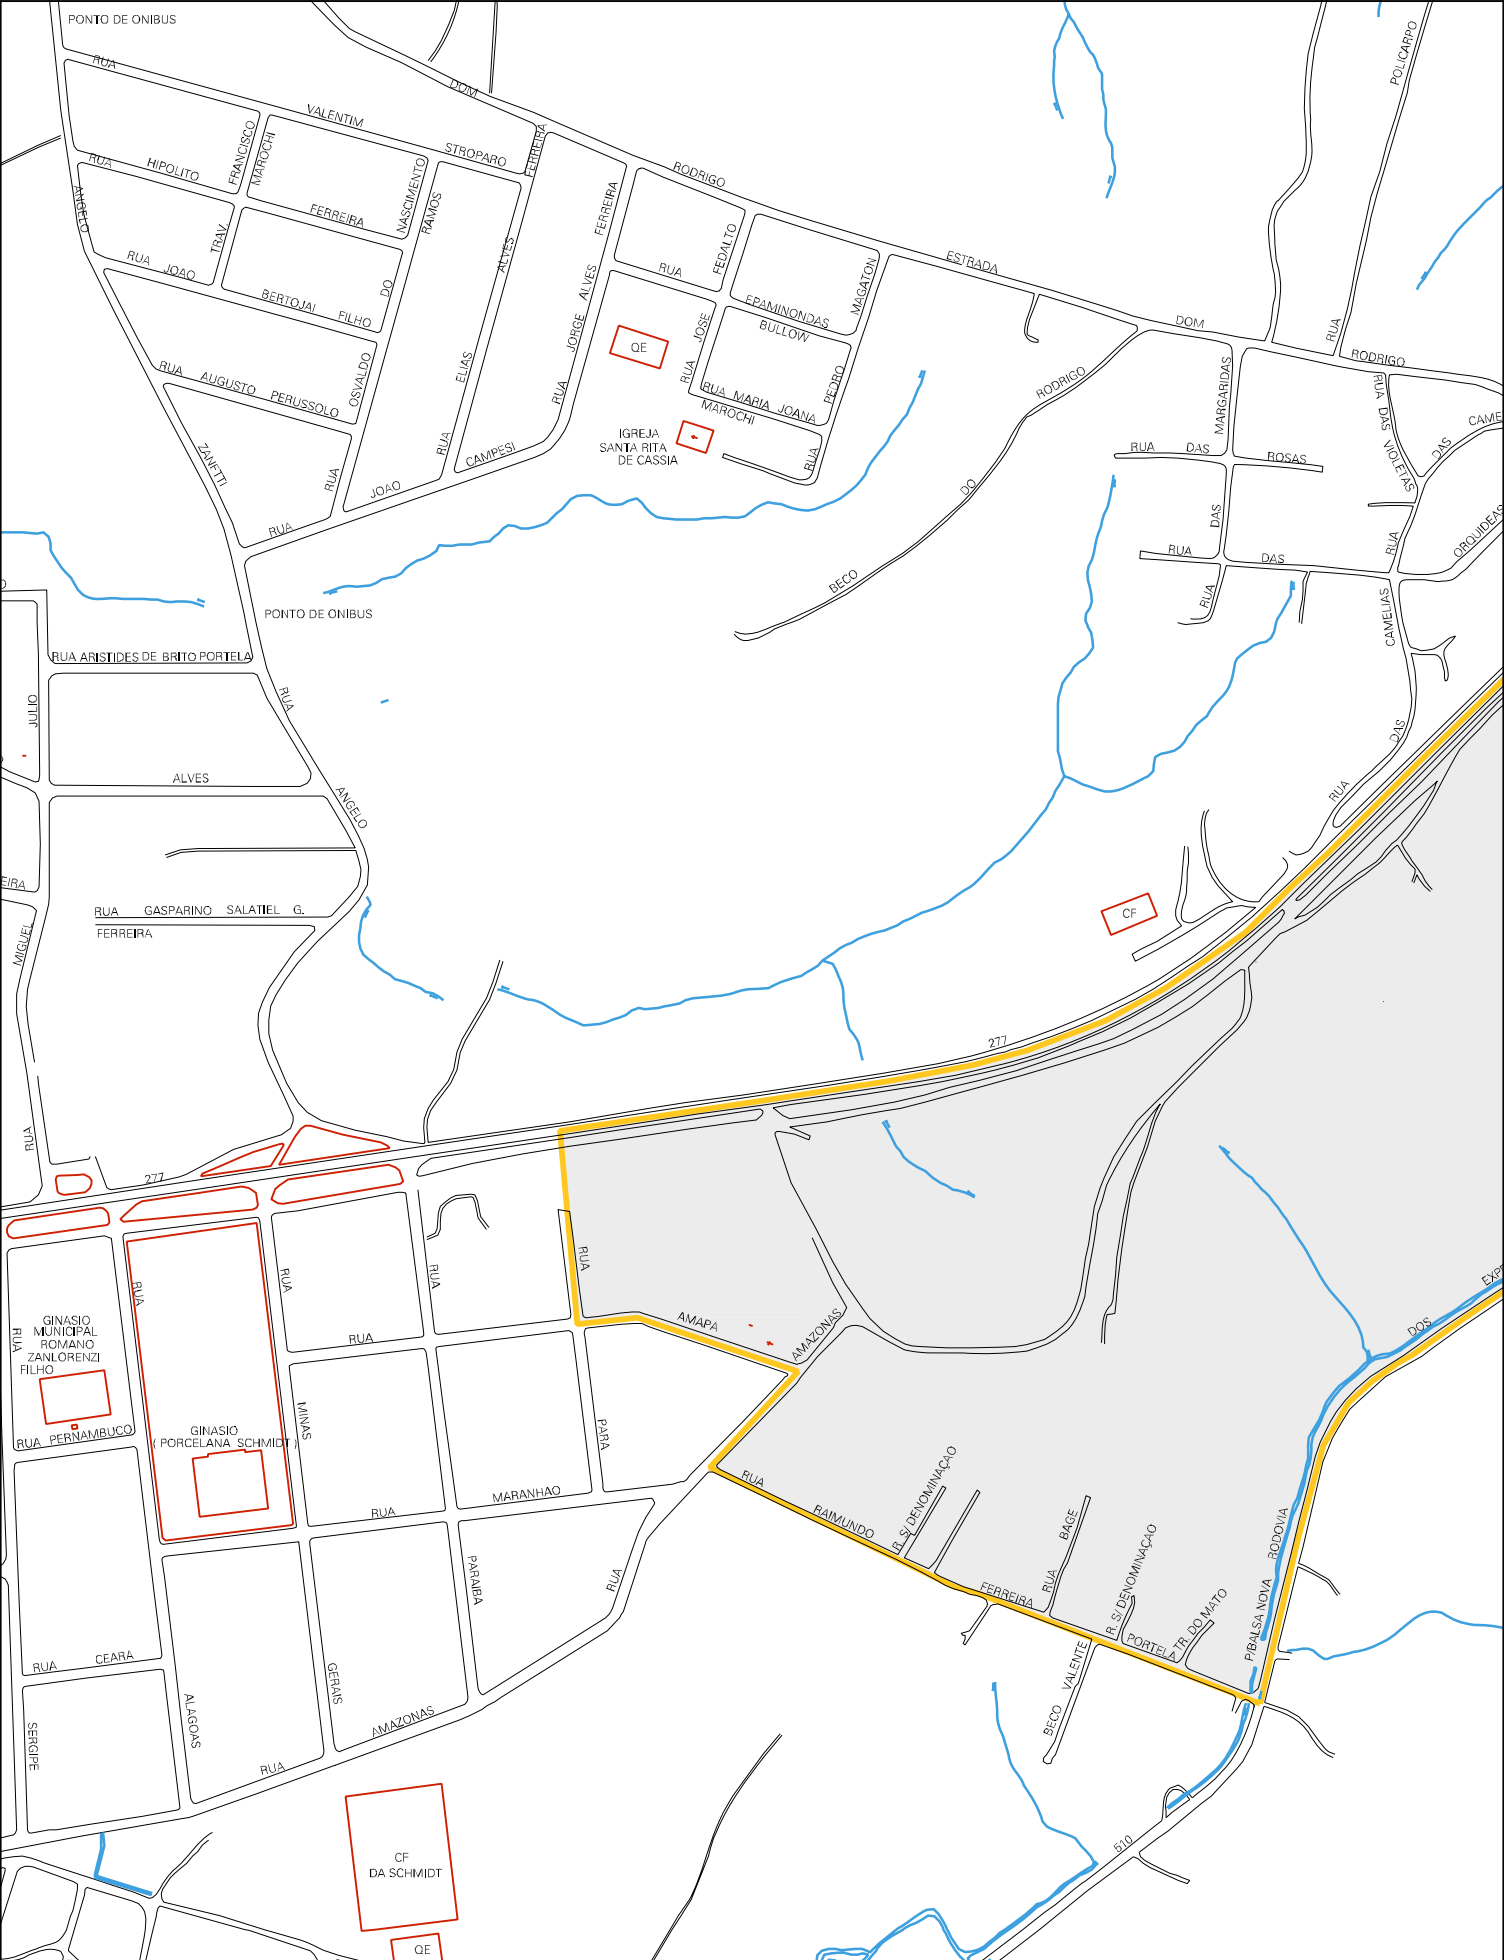 PONTO DE ONIBUS
RUA
VALENTIM
STROPARO
DOM
FERREIRA
RODRIGO
ESTRADA
DOM
RODRIGO
RUA
POLICARPO
FRANCISCO
MAROCHI
RUA
HIPOLITO
FERREIRA
NASCIMENTO
RAMOS
ANGELO
TRAV.
RUA
JOAO
BERTOJAI
FILHO
DO
ALVES
FERREIRA
ALVES
JORGE
RUA
FEDALTO
RUA
EPAMINONDAS
BULLOW
MAGATON
QE
JOSE
RUA
RUA MARIA JOANA
MAROCHI
PEDRO
RUA
RUA
AUGUSTO
PERUSSOLO
OSVALDO
ELIAS
RUA
CAMPESI
JOAO
RUA
RUA
ZANETTI
IGREJA
SANTA RITA
DE CASSIA
RODRIGO
DO
BECO
MARGARIDAS
RUA DAS VIOLETAS
DAS
CAME
RUA
DAS
ROSAS
DAS
RUA
DAS
RUA
RUA
ORQUIDEAS
CAMELIAS
DAS
RUA
PONTO DE ONIBUS
RUA ARISTIDES DE BRITO PORTELA
JULIO
RUA
ALVES
ANGELO
EIRA
RUA
GASPARINO
SALATIEL
G.
FERREIRA
MIGUEL
RUA
CF
277
277
RUA
RUA
RUA
RUA
RUA
GINASIO
MUNICIPAL
ROMANO
ZANLORENZI
FILHO
RUA
AMAPA
AMAZONAS
RUA PERNAMBUCO
GINASIO
( PORCELANA SCHMIDT )
MINAS
PARA
RUA
MARANHAO
RUA
RAIMUNDO
R. S/ DENOMINAÇAO
BAGE
RUA
FERREIRA
R. S/ DENOMINAÇAO
PORTELA
TR. DO MATO
P/BALSA NOVA
RODOVIA
DOS
EXPE
PARAIBA
RUA
RUA
CEARA
GERAIS
ALAGOAS
SERGIPE
AMAZONAS
RUA
BECO
VALENTE
510
CF
DA SCHMIDT
QE